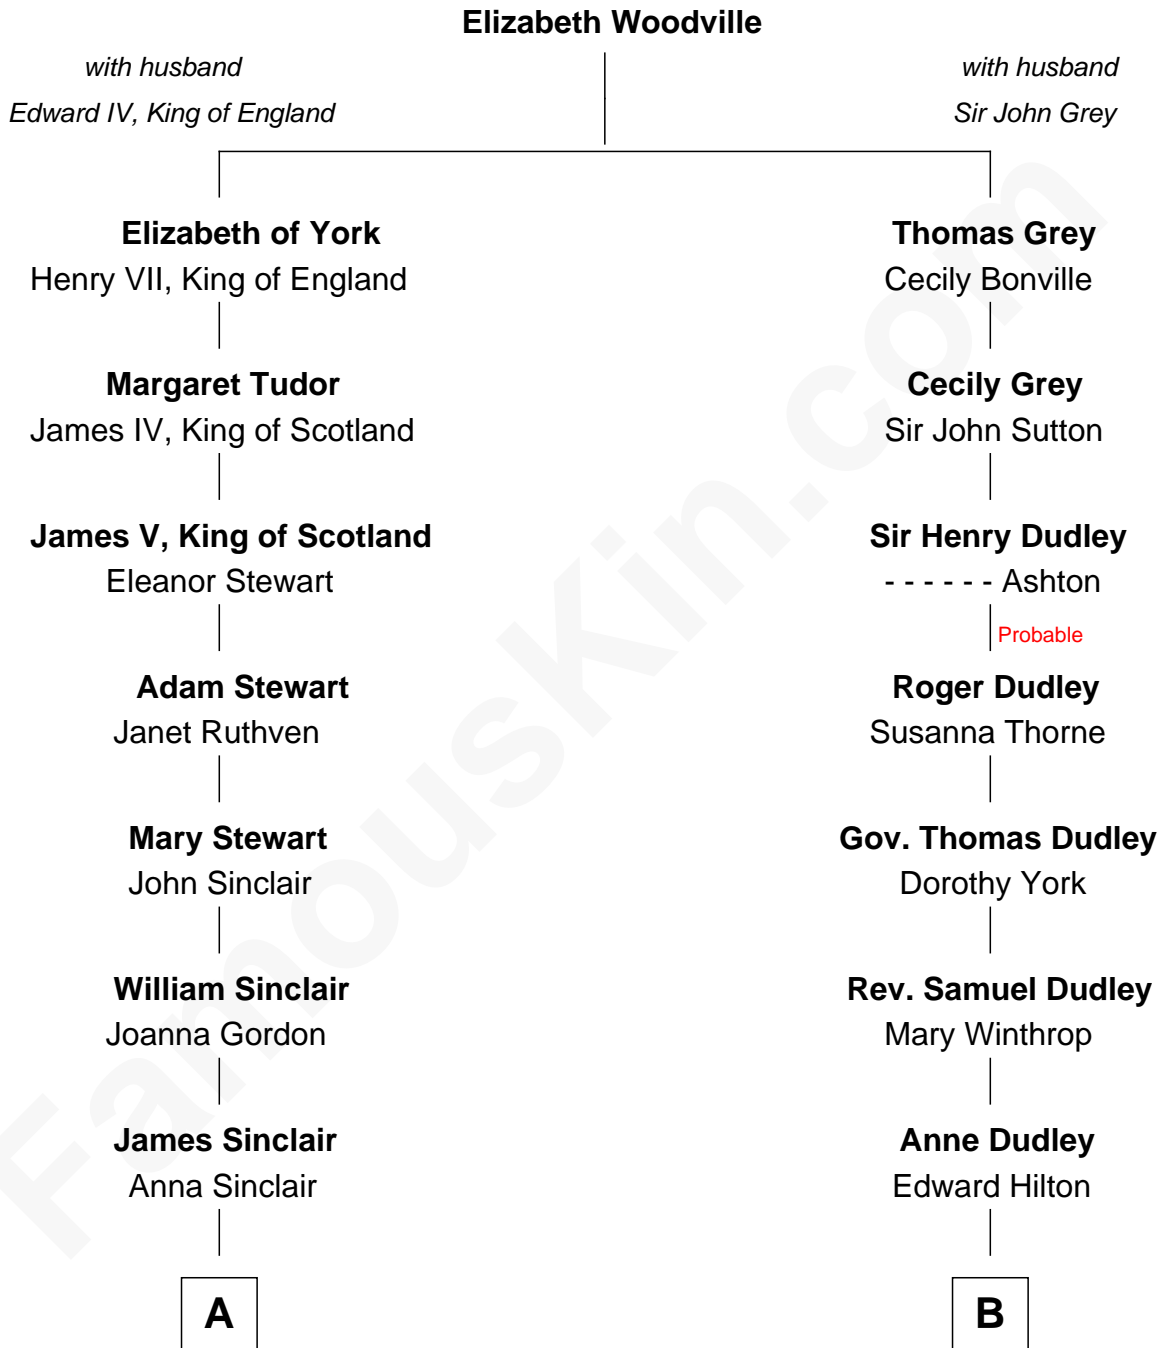 Elizabeth Woodville
with husband
Edward IV, King of England
with husband
Sir John Grey
Elizabeth of York
Henry VII, King of England
Thomas Grey
Cecily Bonville
Margaret Tudor
James IV, King of Scotland
Cecily Grey
Sir John Sutton
James V, King of Scotland
Eleanor Stewart
Sir Henry Dudley
- - - - - - Ashton
Probable
Adam Stewart
Janet Ruthven
Roger Dudley
Susanna Thorne
Mary Stewart
John Sinclair
Gov. Thomas Dudley
Dorothy York
William Sinclair
Joanna Gordon
Rev. Samuel Dudley
Mary Winthrop
James Sinclair
Anna Sinclair
Anne Dudley
Edward Hilton
A
B
FamousKin.com